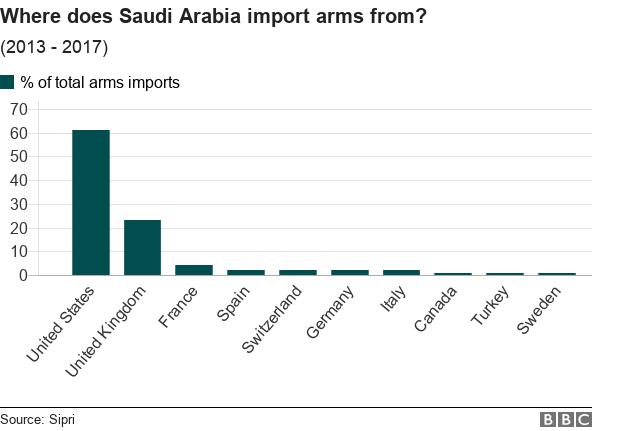 Where does Saudi Arabia import arms from?
(2013 - 2017)
% of total arms imports
70
60
50
40
30
20
10
0
United States
United Kingdom
France
Spain
Switzerland
Germany
Italy
Canada
Turkey
Sweden
Source: Sipri
BBC